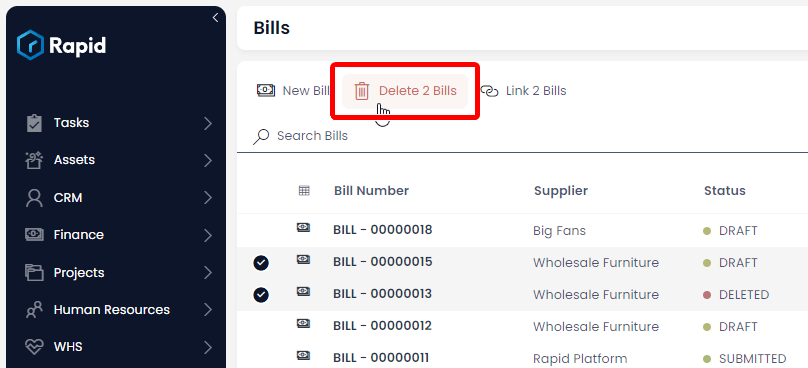 Rapid
Tasks
Assets
CRM
Finance
Projects
Human Resources
WHS
Bills
New Bill Delete 2 Bills Link 2 Bills
Search Bills
Bill Number Supplier Status
BILL - 00000018 Big Fans DRAFT
BILL - 00000015 Wholesale Furniture DRAFT
BILL - 00000013 Wholesale Furniture DELETED
BILL - 00000012 Wholesale Furniture DRAFT
BILL - 00000011 Rapid Platform SUBMITTED